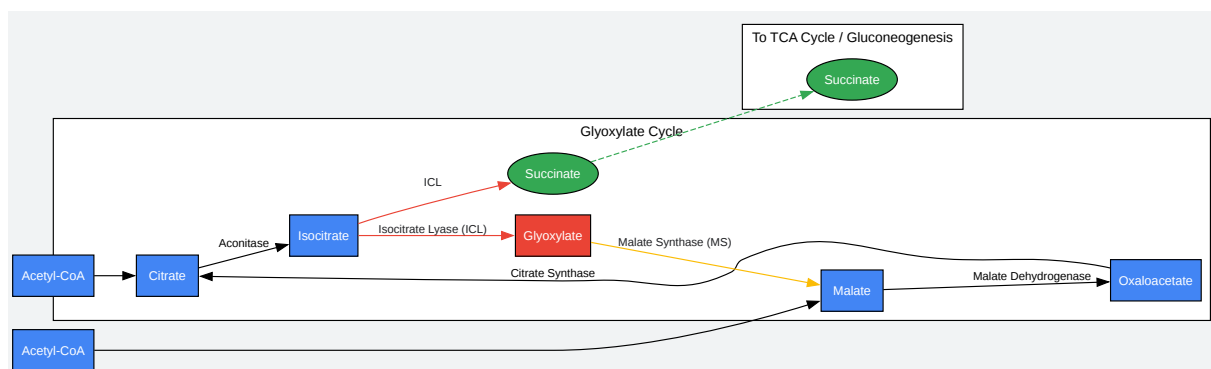 To TCA Cycle / Gluconeogenesis
Succinate
Glyoxylate Cycle
Succinate
ICL
Isocitrate
Isocitrate Lyase (ICL)
Glyoxylate
Malate Synthase (MS)
Aconitase
Acetyl-CoA
Citrate
Citrate Synthase
Malate
Malate Dehydrogenase
Oxaloacetate
Acetyl-CoA